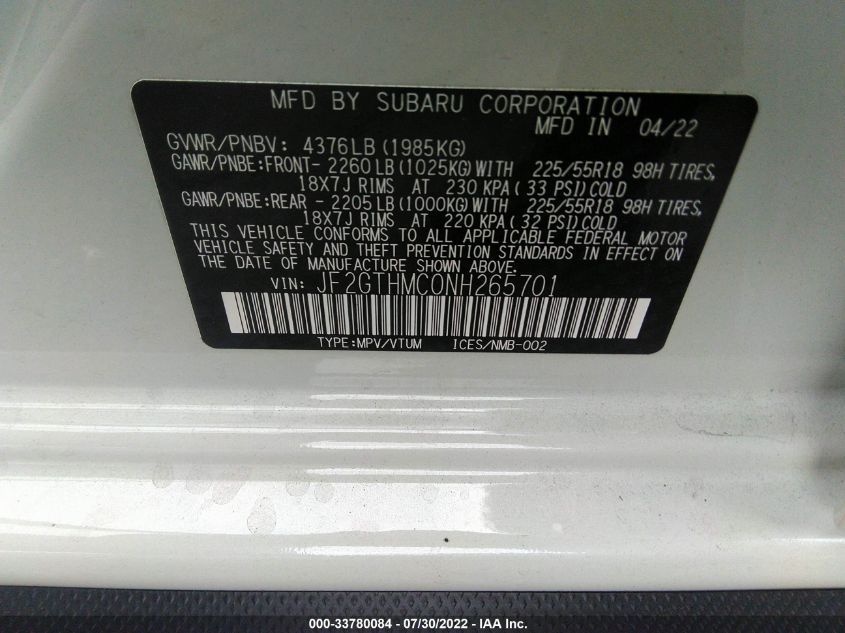 MFD BY SUBARU CORPORATION
MFD IN 04/22
GVWR/PNBV: 4376LB (1985KG)
GAWR/PNBE:FRONT- 2260 LB (1025KG) WITH 225/55R18 98H TIRES,
18X7J RIMS AT 230 KPA ( 33 PSI) COLD
GAWR/PNBE:REAR - 2205 LB (1000KG) WITH 225/55R18 98H TIRES,
18X7J RIMS AT 220 KPA ( 32 PSI) COLD
THIS VEHICLE CONFORMS TO ALL APPLICABLE FEDERAL MOTOR
VEHICLE SAFETY AND THEFT PREVENTION STANDARDS IN EFFECT ON
THE DATE OF MANUFACTURE SHOWN ABOVE.
VIN: JF2GTHMC0NH265701
TYPE:MPV/VTUM ICES/NMB-002
000-33780084 - 07/30/2022 - IAA Inc.